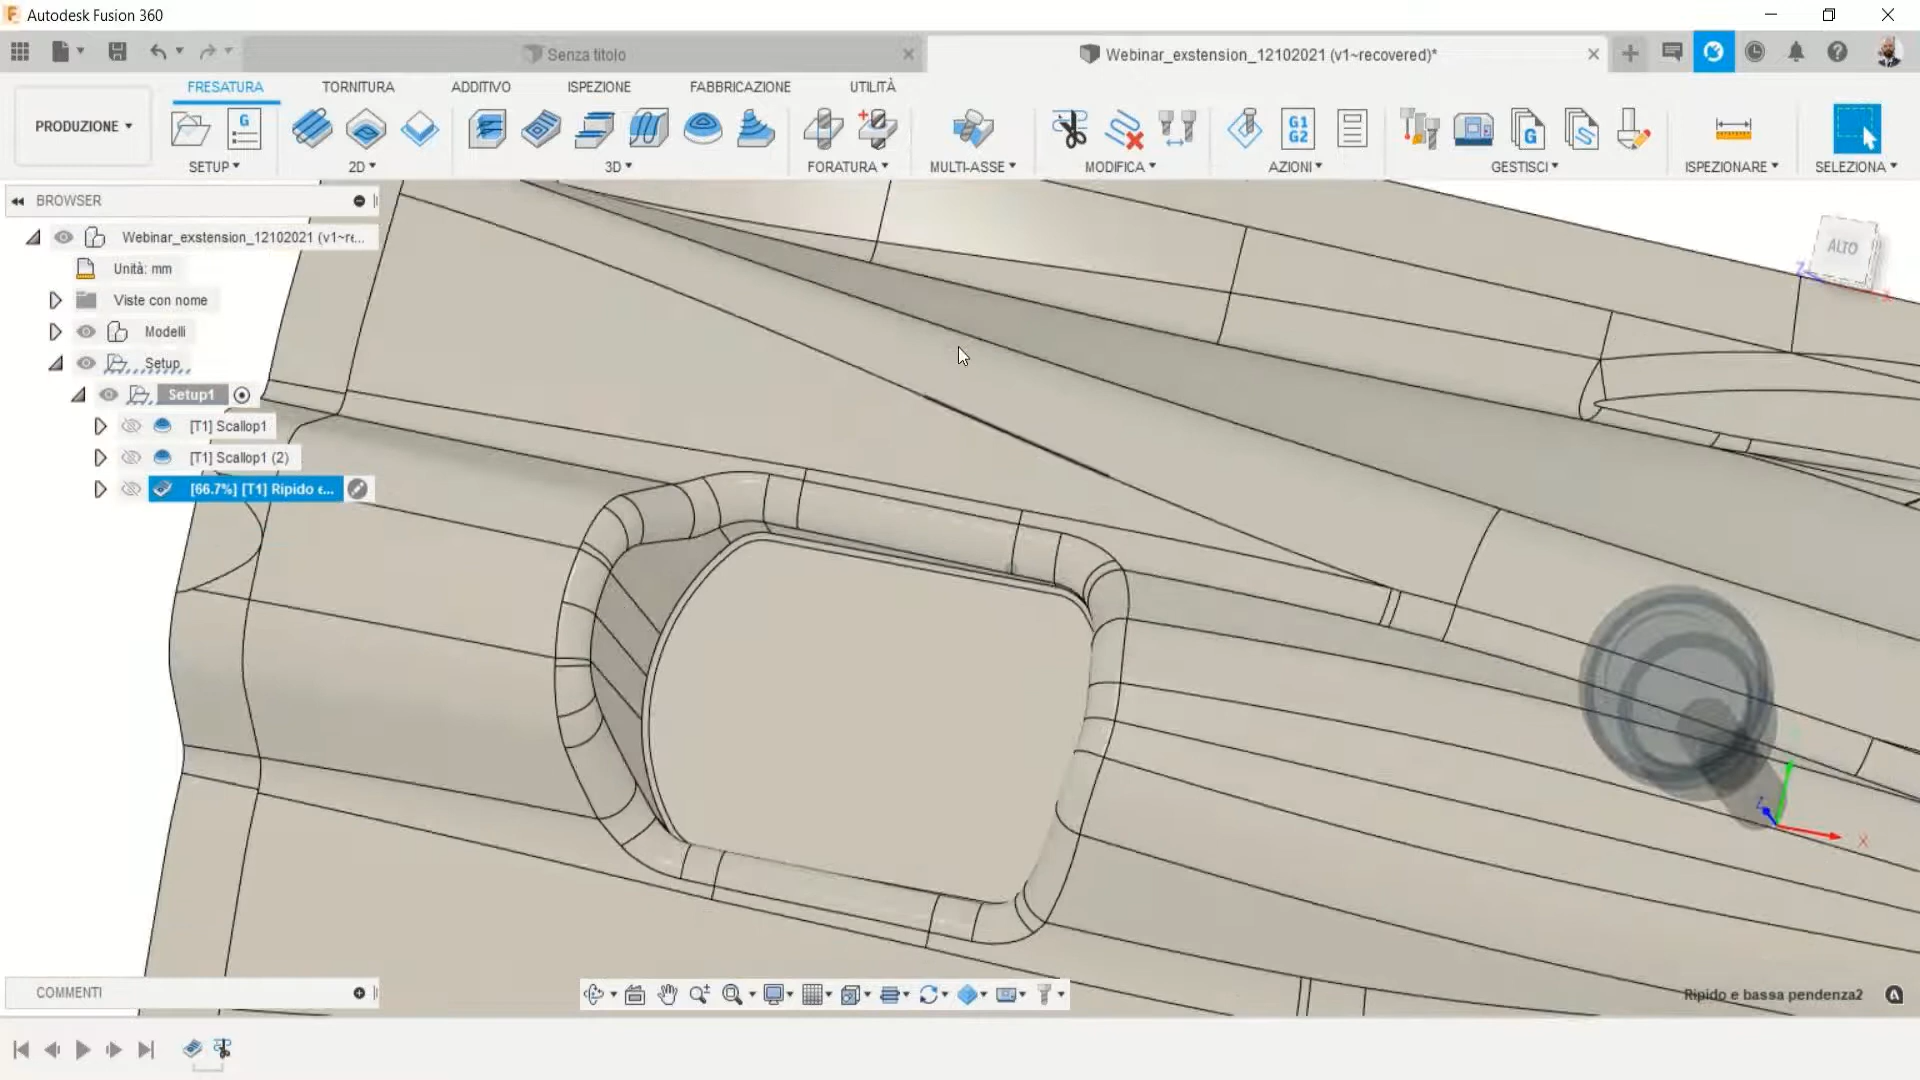 Autodesk Fusion 360
Senza titolo
Webinar_exstension_12102021 (v1~recovered)*
FRESATURA TORNITURA ADDITIVO ISPEZIONE FABBRICAZIONE UTILITÀ
PRODUZIONE
G
G1
G2
G
SETUP 2D 3D FORATURA MULTI-ASSE MODIFICA AZIONI GESTISCI ISPEZIONARE SELEZIONA
BROWSER
Webinar_exstension_12102021 (v1~re...
Unità: mm
Viste con nome
Modelli
Setup
Setup1
[T1] Scallop1
[T1] Scallop1 (2)
[66.7%] [T1] Ripido e...
ALTO
Z
X
Z
X
COMMENTI
Ripido e bassa pendenza2